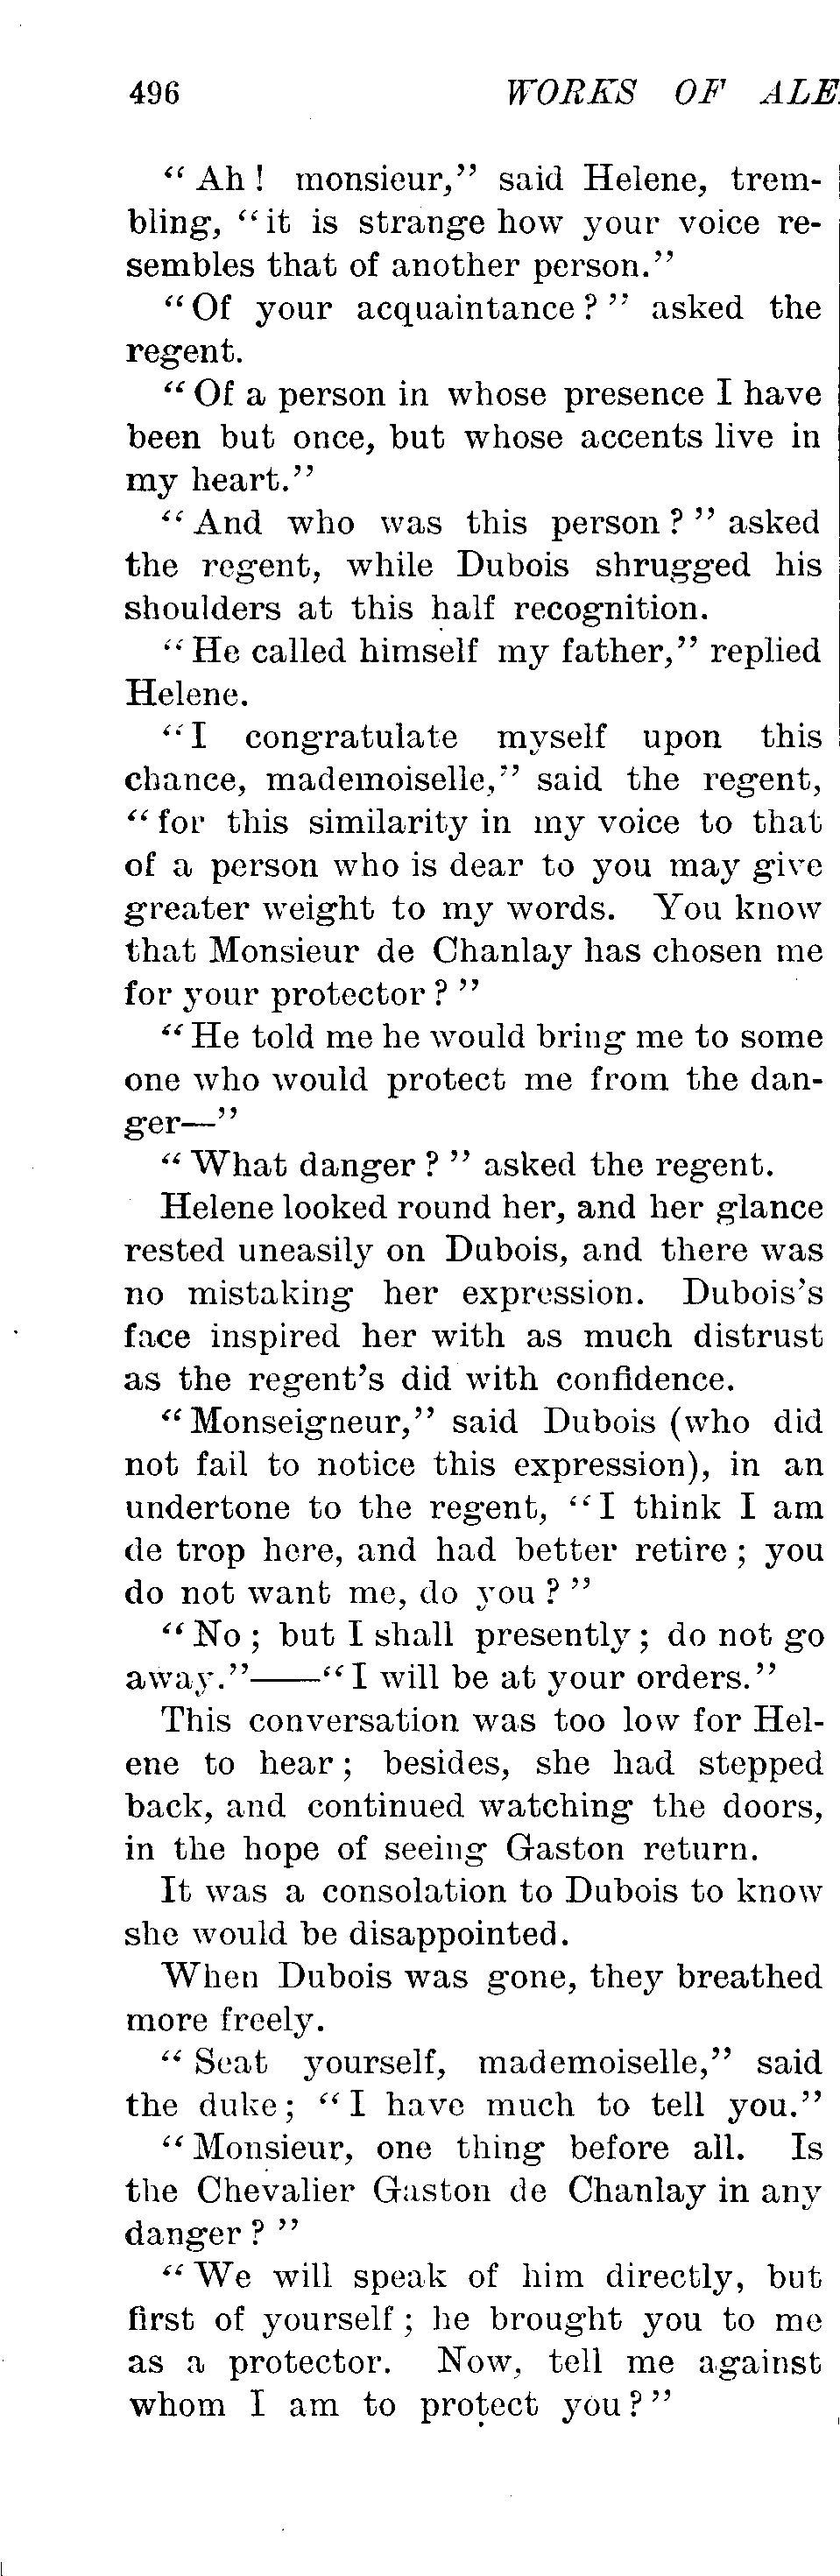 496 WORKS OF ALE
“Ah! monsieur,” said Helene, trem-
bling, “it is strange how your voice re-
sembles that of another person.”
“Of your acquaintance?” asked the
regent.
“Of a person in whose presence I have
been but once, but whose accents live in
my heart.”
“And who was this person?” asked
the regent, while Dubois shrugged his
shoulders at this half recognition.
“He called himself my father,” replied
Helene.
“I congratulate myself upon this
chance, mademoiselle,” said the regent,
“for this similarity in my voice to that
of a person who is dear to you may give
greater weight to my words. You know
that Monsieur de Chanlay has chosen me
for your protector?”
“He told me he would bring me to some
one who would protect me from the dan-
ger—”
“What danger?” asked the regent.
Helene looked round her, and her glance
rested uneasily on Dubois, and there was
no mistaking her expression. Dubois's
face inspired her with as much distrust
as the regent's did with confidence.
“Monseigneur,” said Dubois (who did
not fail to notice this expression), in an
undertone to the regent, “I think I am
de trop here, and had better retire; you
do not want me, do you?”
“No; but I shall presently; do not go
away.”——“I will be at your orders.”
This conversation was too low for Hel-
ene to hear; besides, she had stepped
back, and continued watching the doors,
in the hope of seeing Gaston return.
It was a consolation to Dubois to know
she would be disappointed.
When Dubois was gone, they breathed
more freely.
“Seat yourself, mademoiselle,” said
the duke; “I have much to tell you.”
“Monsieur, one thing before all. Is
the Chevalier Gaston de Chanlay in any
danger?”
“We will speak of him directly, but
first of yourself; he brought you to me
as a protector. Now, tell me against
whom I am to protect you?”